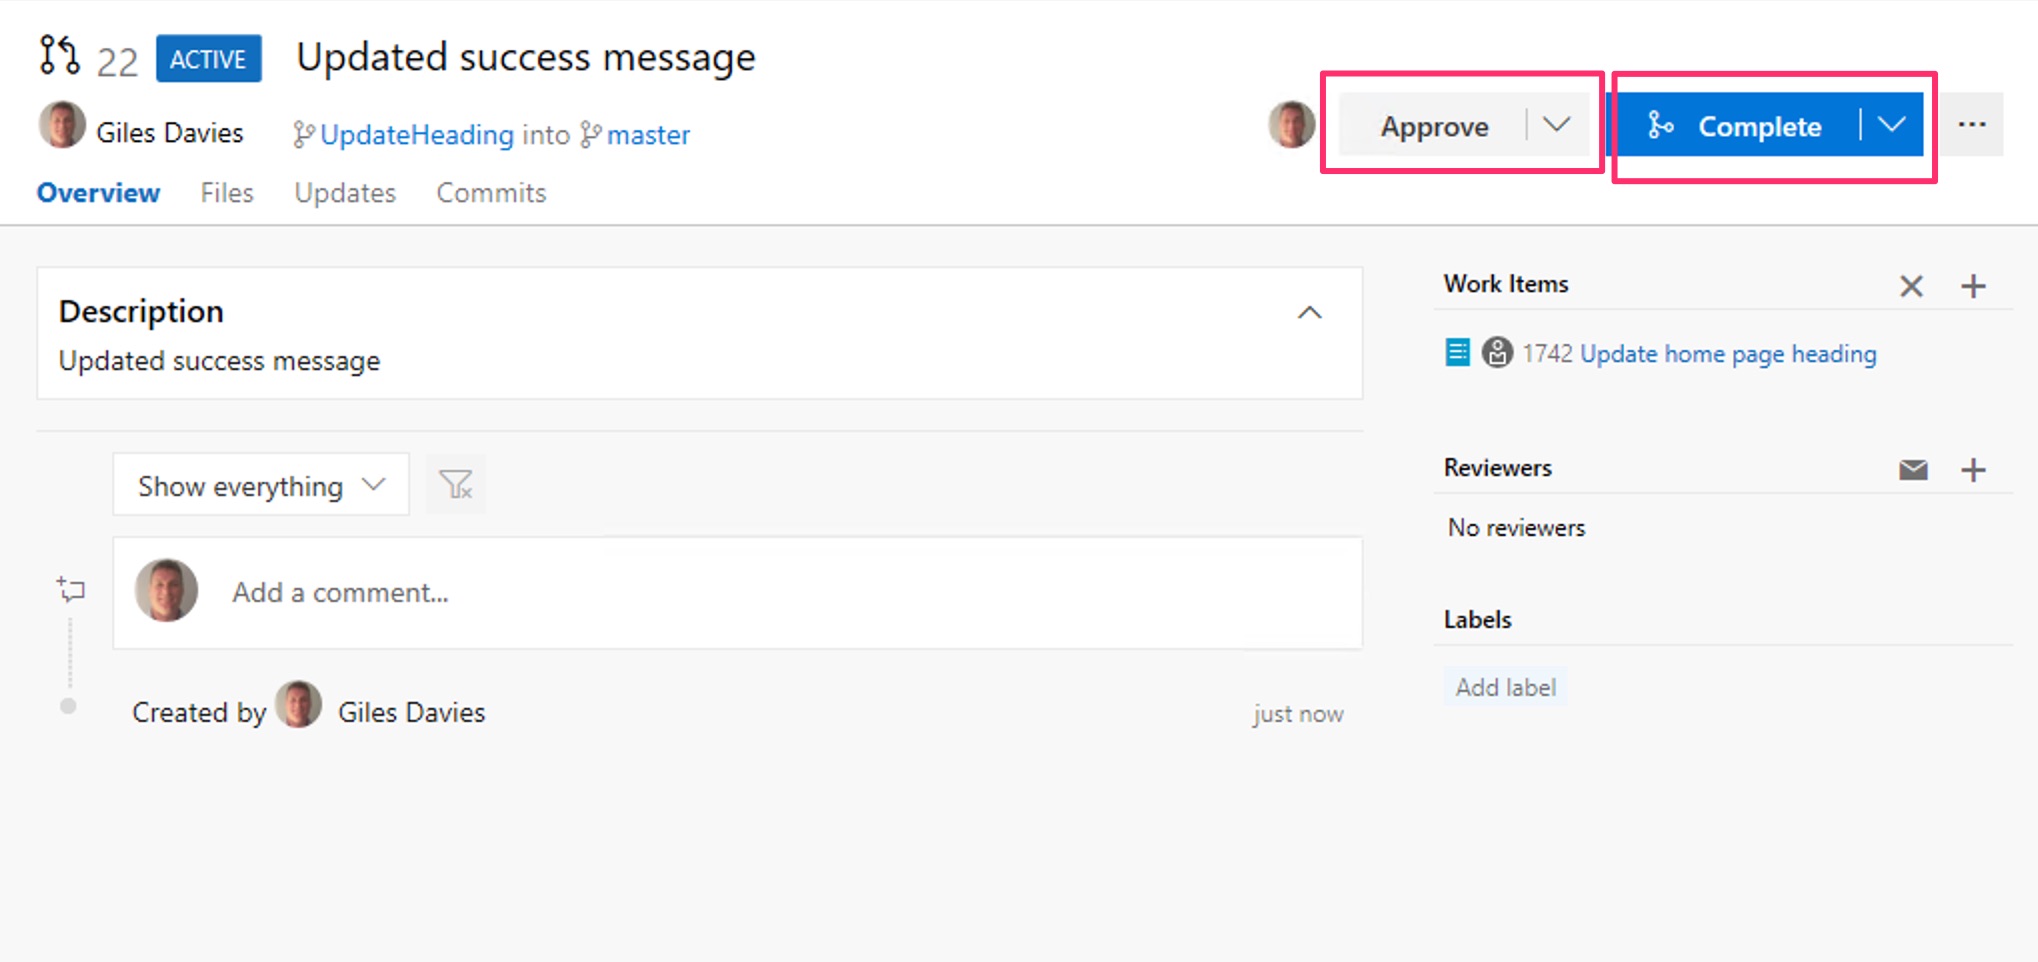 22 ACTIVE Updated success message
Giles Davies UpdateHeading into master
Approve Complete ...
Overview Files Updates Commits
Description
Updated success message
Work Items
1742 Update home page heading
Show everything
Reviewers
No reviewers
Add a comment...
Labels
Add label
Created by Giles Davies just now